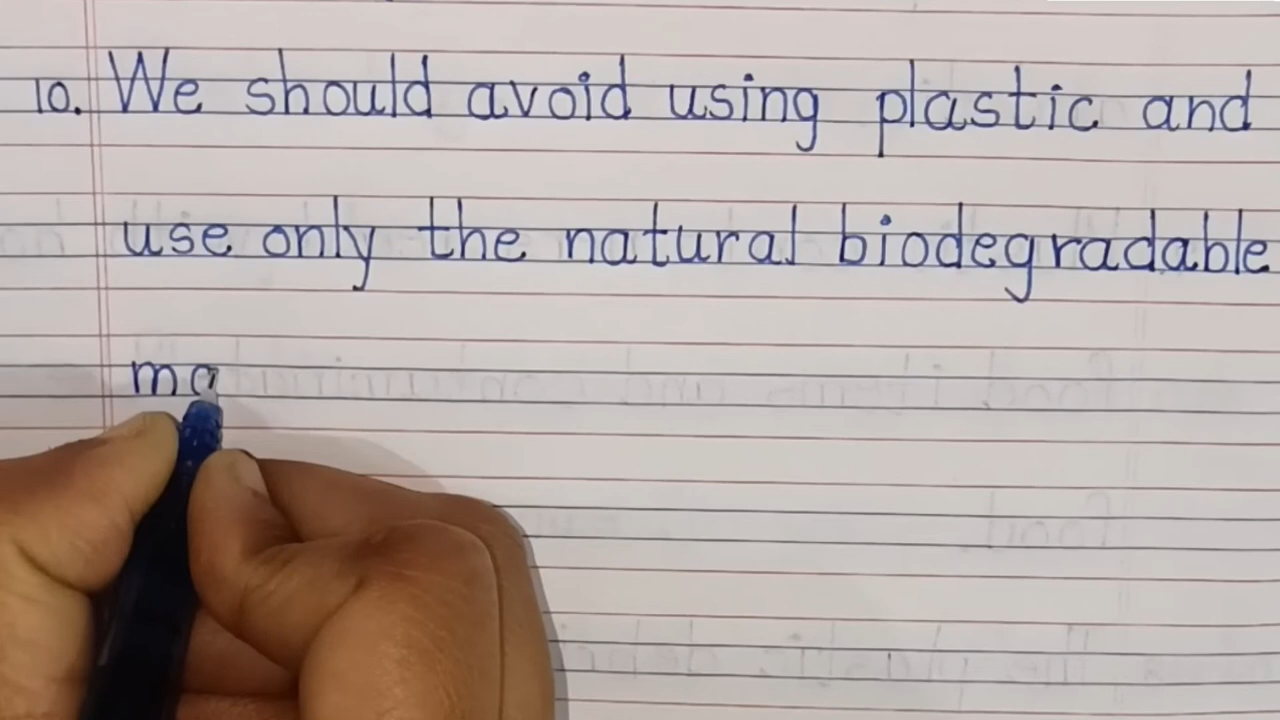 10. We should avoid using plastic and
use only the natural biodegradable
ma